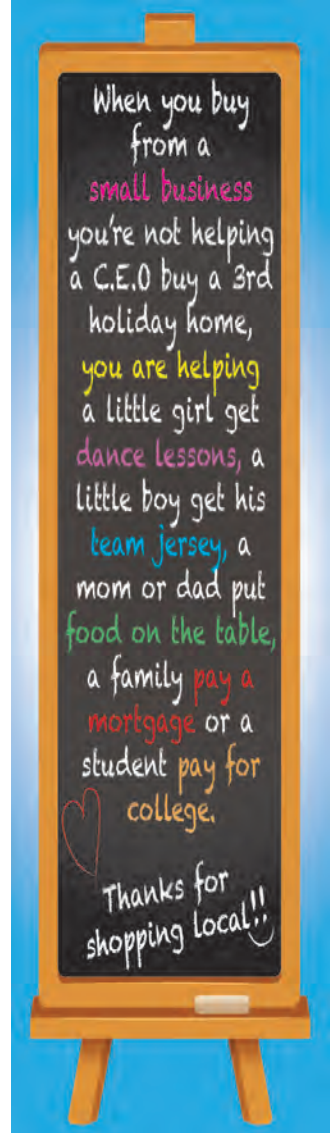 When you buy
from a
small business
you're not helping
a C.E.O buy a 3rd
holiday home,
you are helping
a little girl get
dance lessons, a
little boy get his
team jersey, a
mom or dad put
food on the table,
a family pay a
mortgage or a
student pay for
college.
Thanks for
shopping local!!